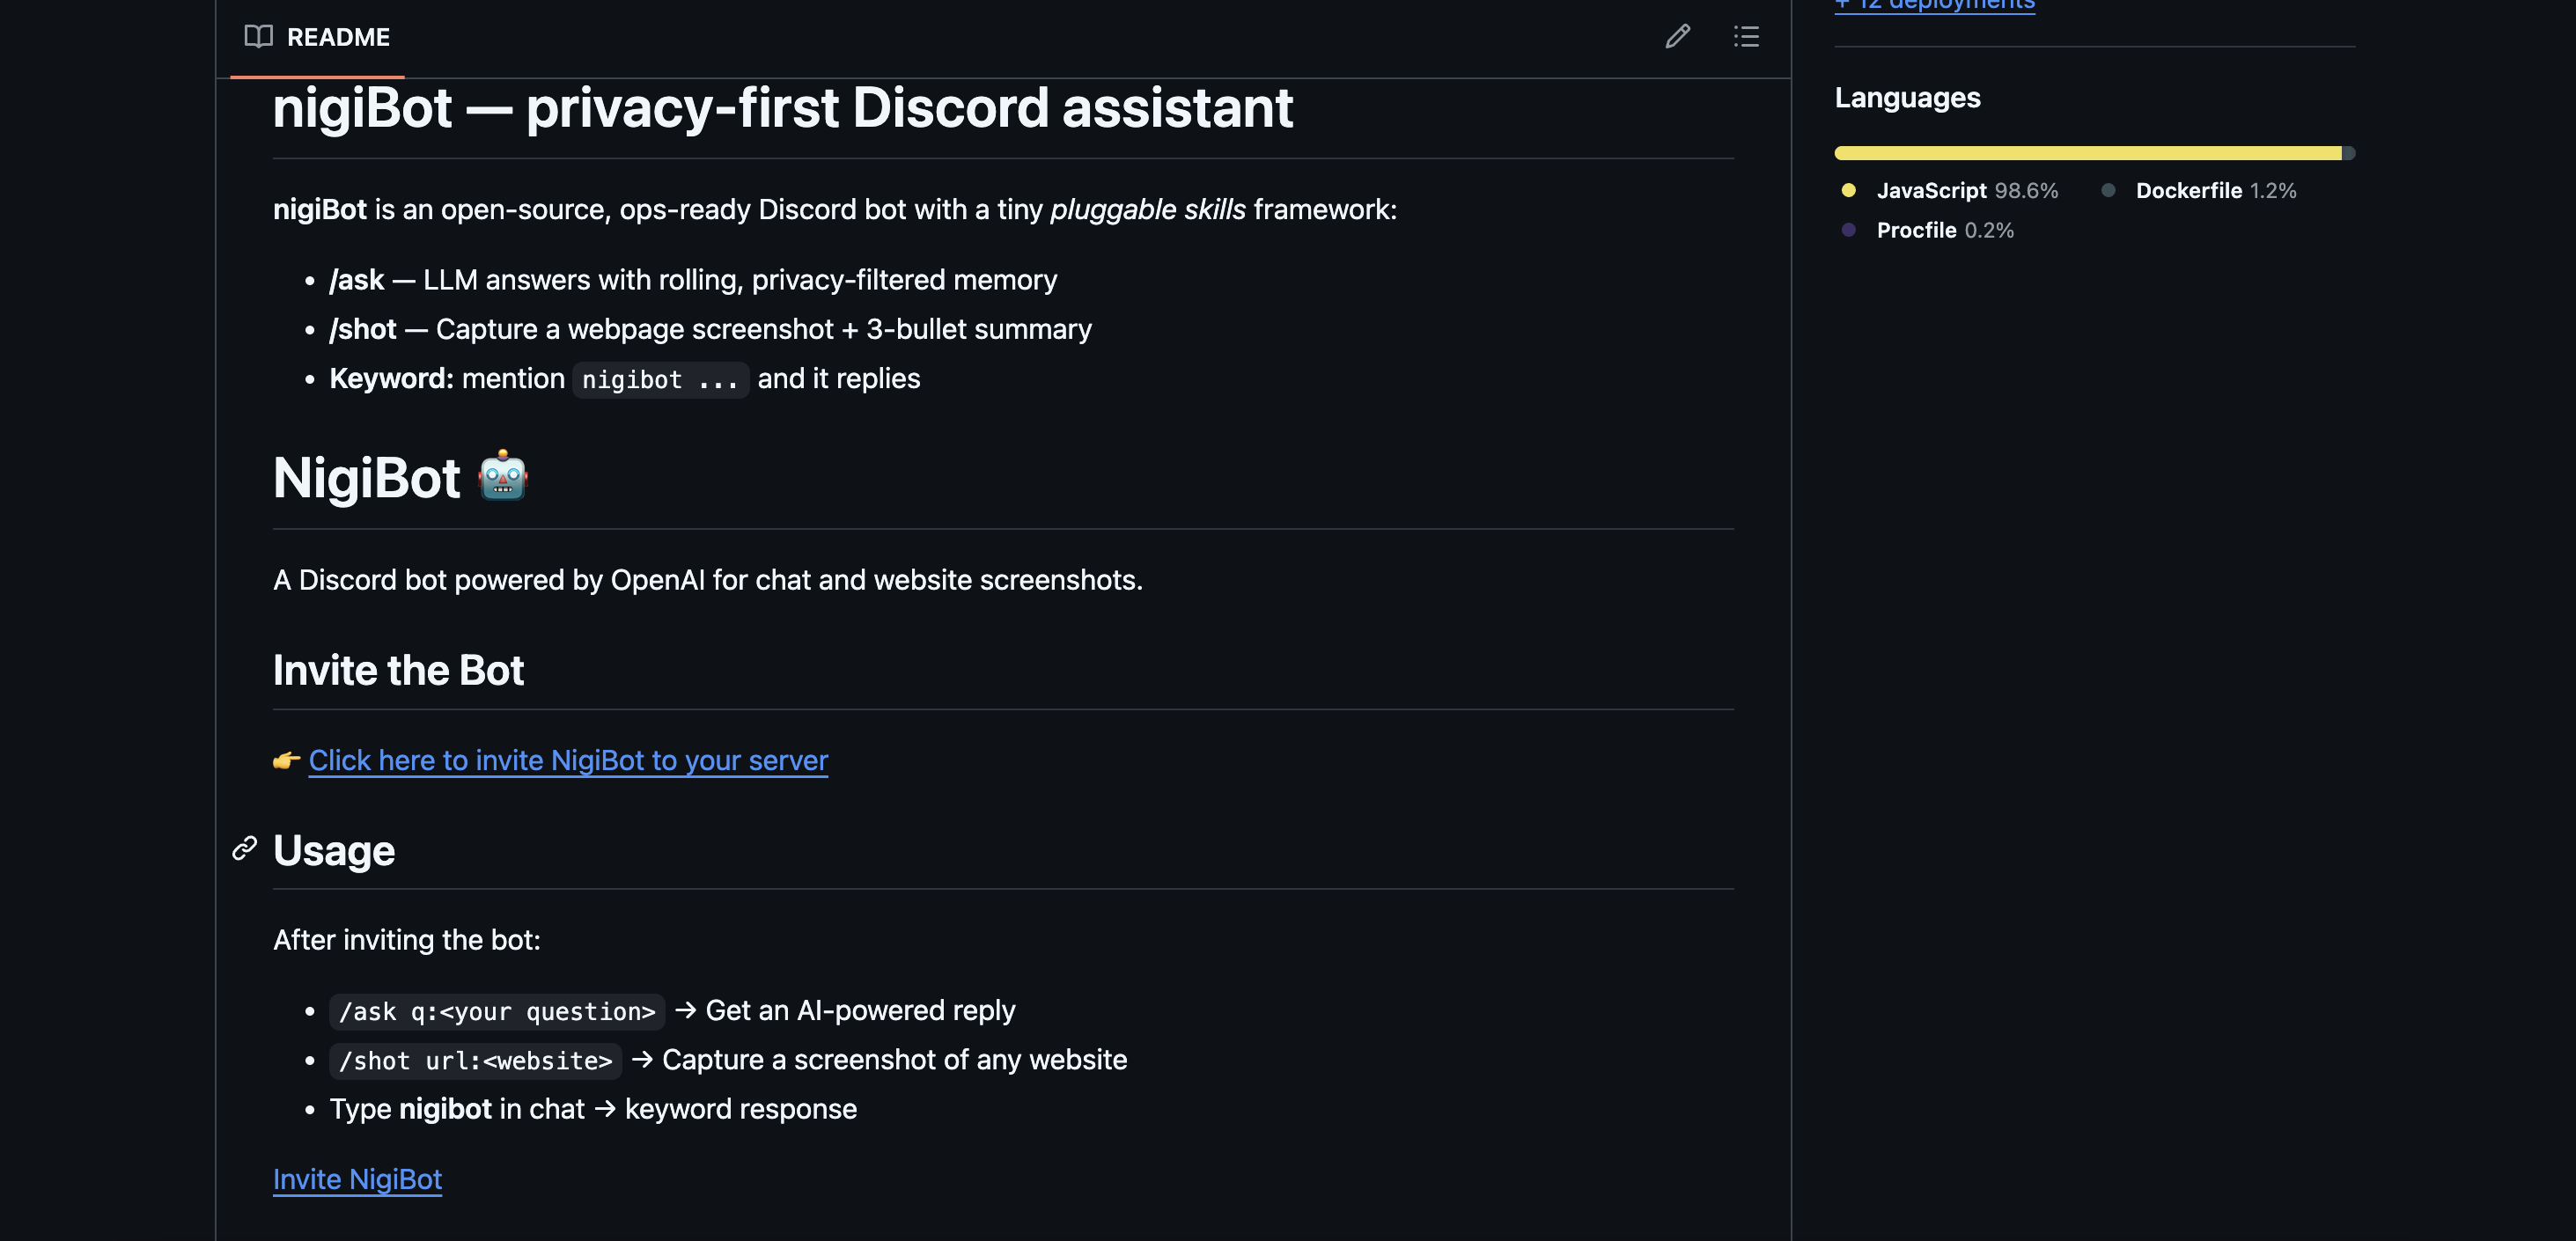 README
nigiBot — privacy-first Discord assistant
nigiBot is an open-source, ops-ready Discord bot with a tiny pluggable skills framework:
• /ask — LLM answers with rolling, privacy-filtered memory
• /shot — Capture a webpage screenshot + 3-bullet summary
• Keyword: mention nigibot ... and it replies
NigiBot 🤖
A Discord bot powered by OpenAI for chat and website screenshots.
Invite the Bot
👉 Click here to invite NigiBot to your server
Usage
After inviting the bot:
• /ask q:<your question> → Get an AI-powered reply
• /shot url:<website> → Capture a screenshot of any website
• Type nigibot in chat → keyword response
Invite NigiBot
+ 12 deployments
Languages
JavaScript 98.6% Dockerfile 1.2%
Procfile 0.2%